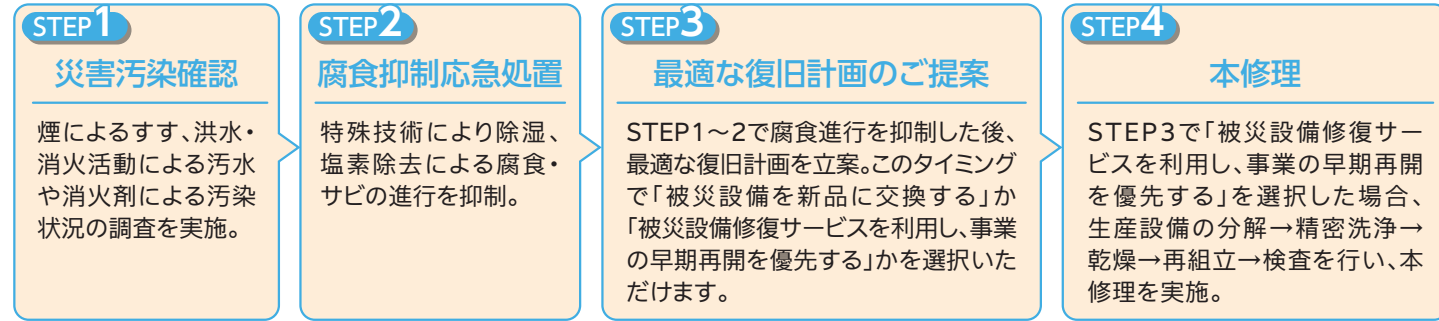 STEP1
災害汚染確認
煙によるすす、洪水・
消火活動による汚水
や消火剤による汚染
状況の調査を実施。
STEP2
腐食抑制応急処置
特殊技術により除湿、
塩素除去による腐食・
サビの進行を抑制。
STEP3
最適な復旧計画のご提案
STEP1～2で腐食進行を抑制した後、
最適な復旧計画を立案。このタイミング
で「被災設備を新品に交換する」か
「被災設備修復サービスを利用し、事業
の早期再開を優先する」かを選択いた
だけます。
STEP4
本修理
STEP3で「被災設備修復サー
ビスを利用し、事業の早期再開
を優先する」を選択した場合、
生産設備の分解→精密洗浄→
乾燥→再組立→検査を行い、本
修理を実施。